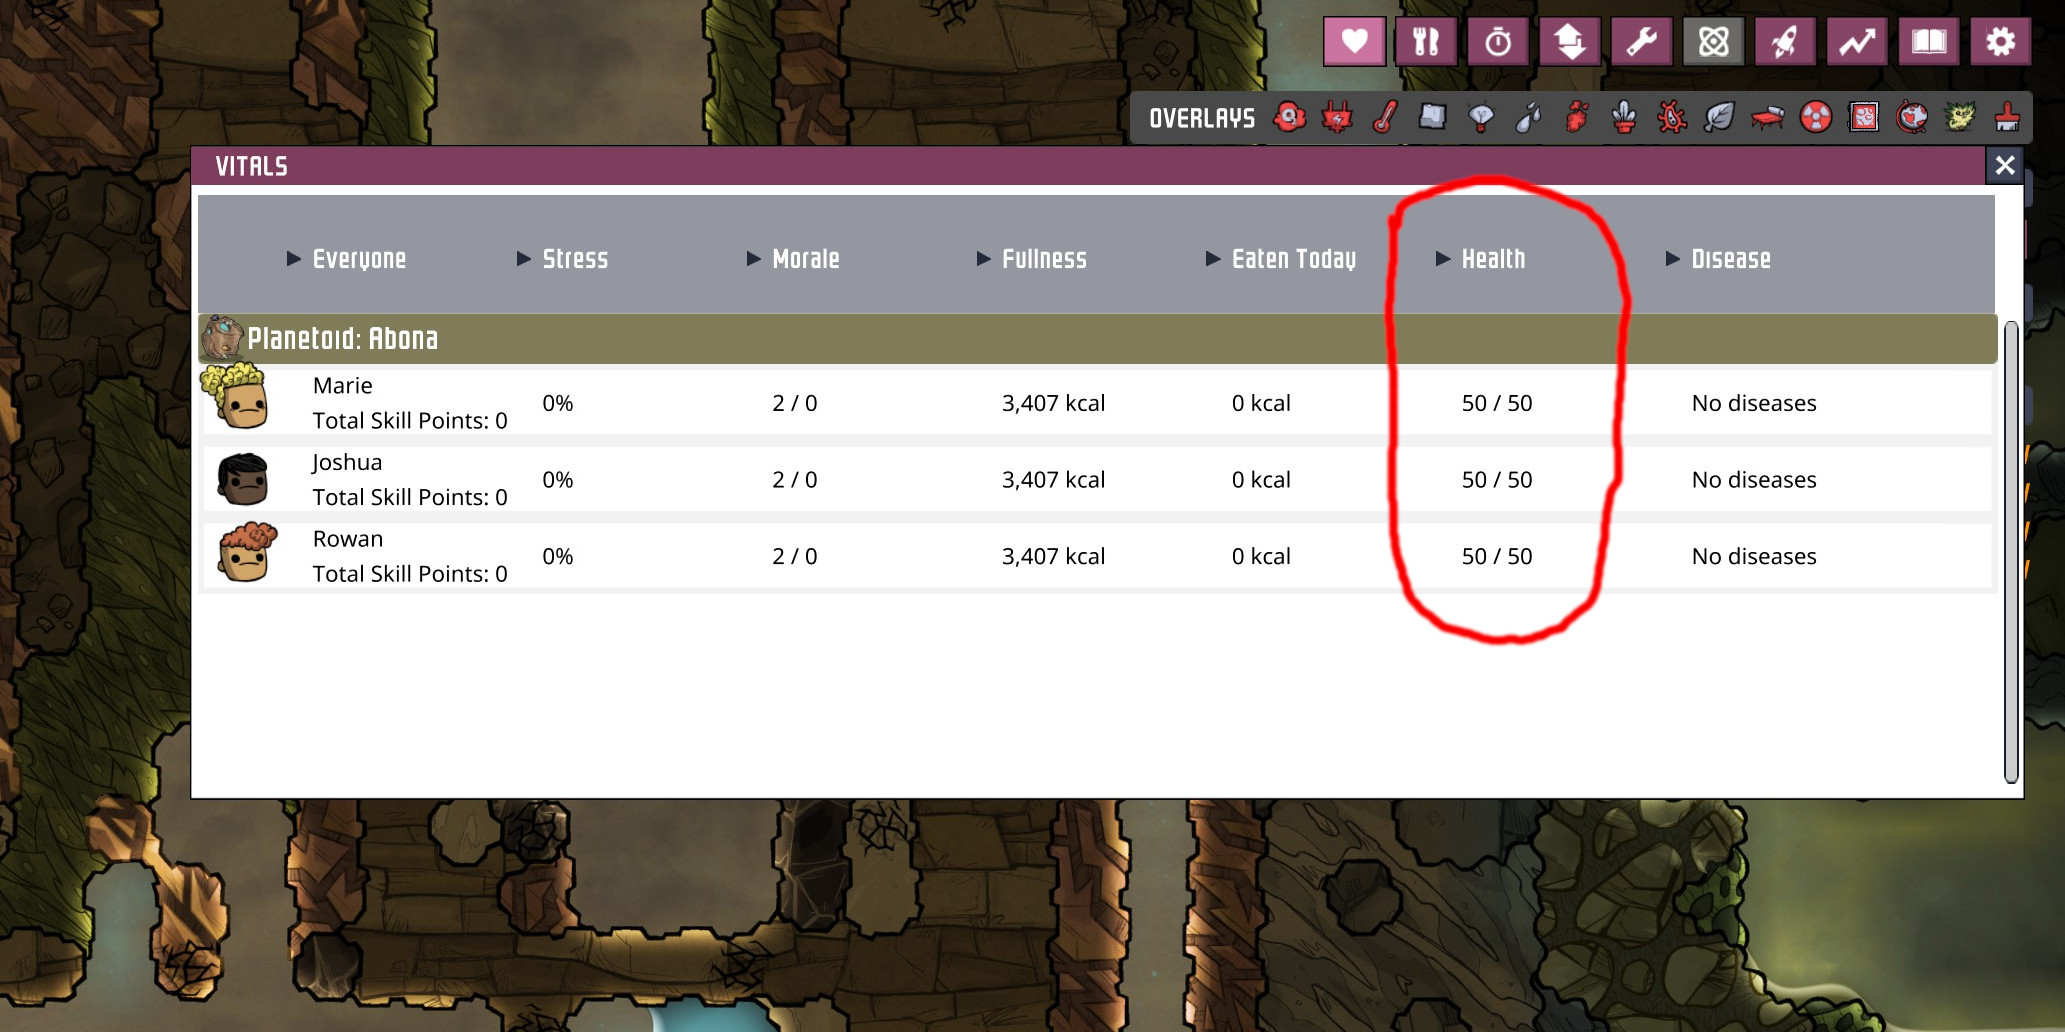 OVERLAYS
VITALS
Everyone Stress Morale Fullness Eaten Today Health Disease
Planetoid: Abona
Marie
Total Skill Points: 0 0% 2 / 0 3,407 kcal 0 kcal 50 / 50 No diseases
Joshua
Total Skill Points: 0 0% 2 / 0 3,407 kcal 0 kcal 50 / 50 No diseases
Rowan
Total Skill Points: 0 0% 2 / 0 3,407 kcal 0 kcal 50 / 50 No diseases